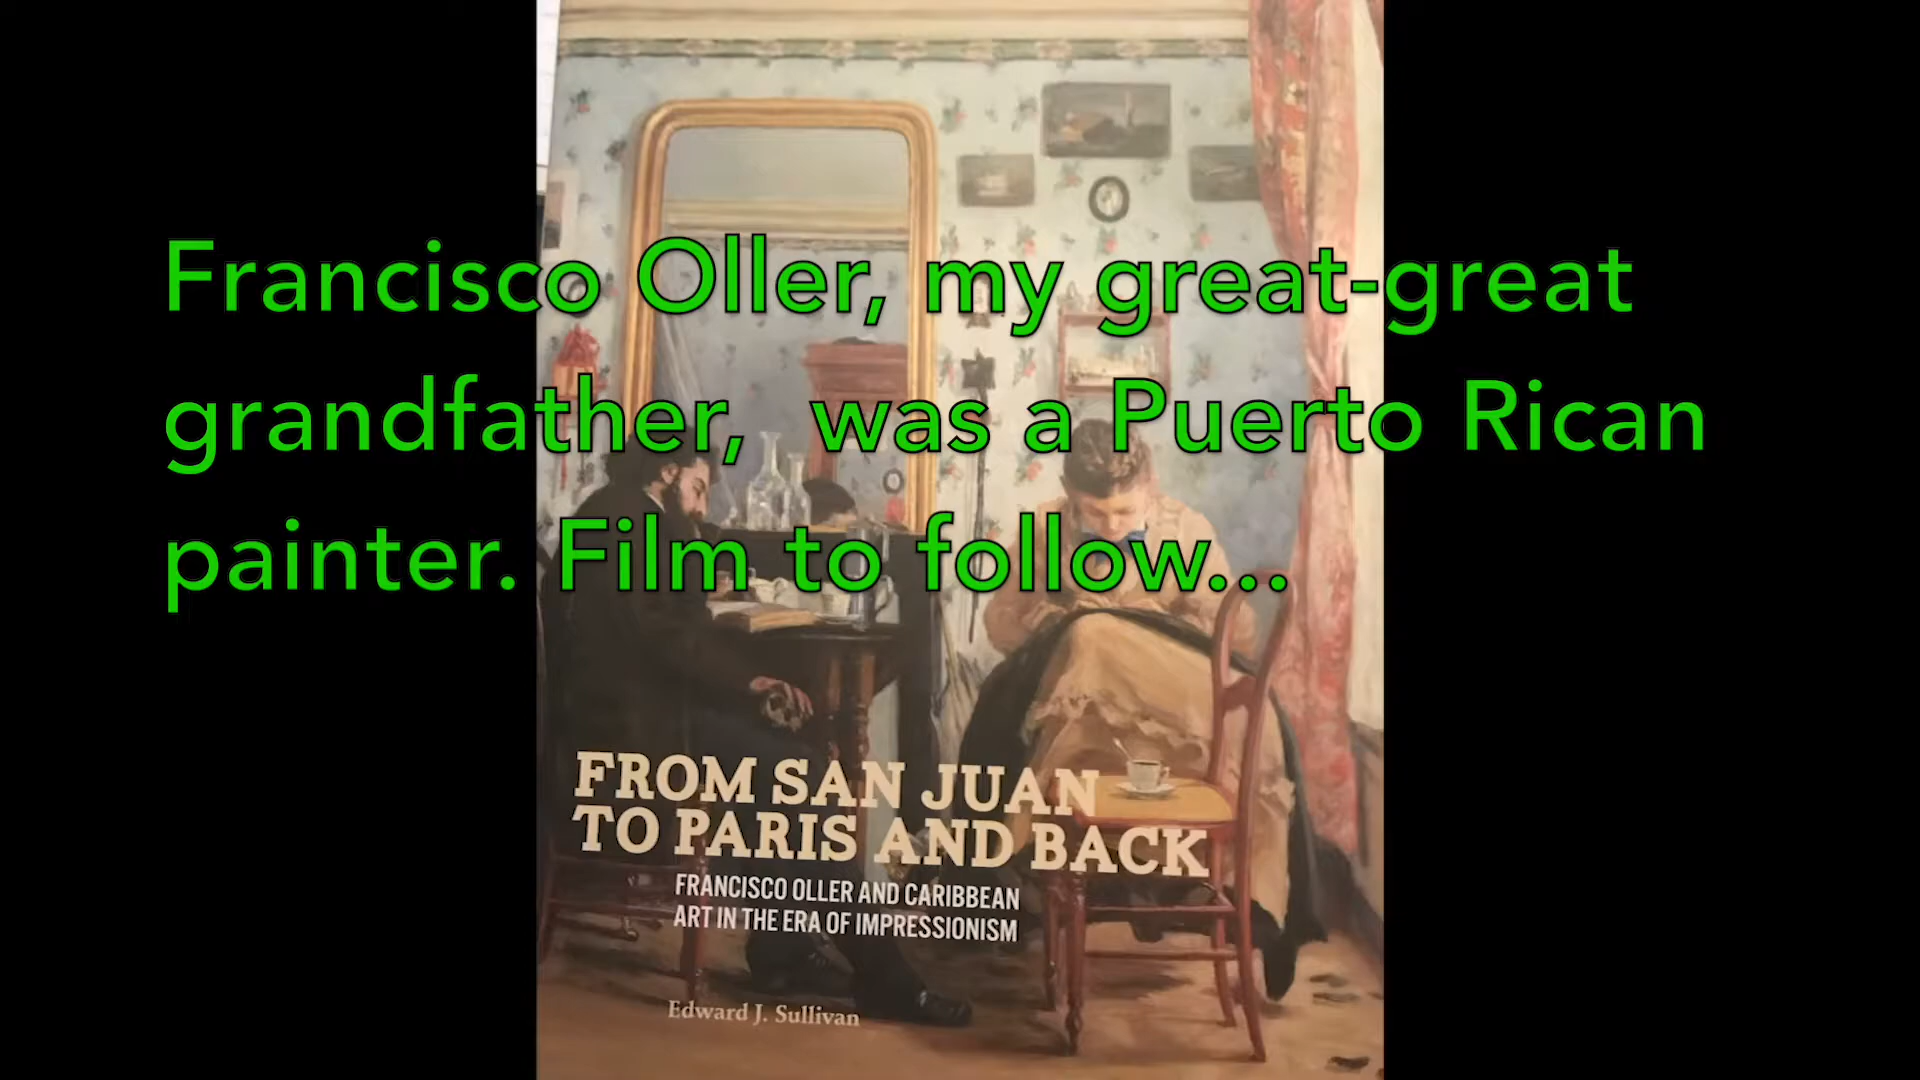 Francisco Oller, my great-great
grandfather,  was a Puerto Rican
painter. Film to follow...
FROM SAN JUAN
TO PARIS AND BACK
FRANCISCO OLLER AND CARIBBEAN
ART IN THE ERA OF IMPRESSIONISM
Edward J. Sullivan